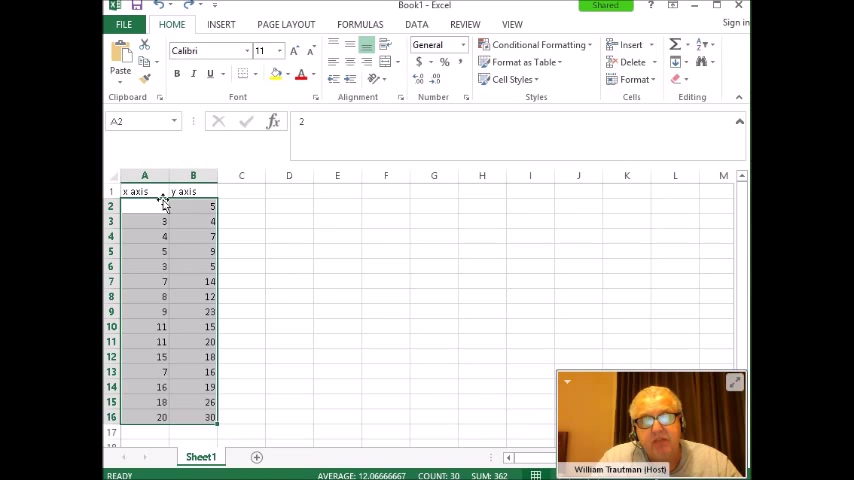 Book1 - Excel
Shared
?
FILE
HOME
INSERT
PAGE LAYOUT
FORMULAS
DATA
REVIEW
VIEW
Sign in
Paste
Calibri
11
B I U
A
General
$ % ,
Conditional Formatting
Format as Table
Cell Styles
Insert
Delete
Format
Clipboard
Font
Alignment
Number
Styles
Cells
Editing
A2
fx
2
A B C D E F G H I J K L M
1 x axis y axis
2 5
3 3 4
4 4 7
5 5 9
6 3 5
7 7 14
8 8 12
9 9 23
10 11 15
11 11 20
12 15 18
13 7 16
14 16 19
15 18 26
16 20 30
17
Sheet1
READY
AVERAGE: 12.06666667 COUNT: 30 SUM: 362
William Trautman (Host)